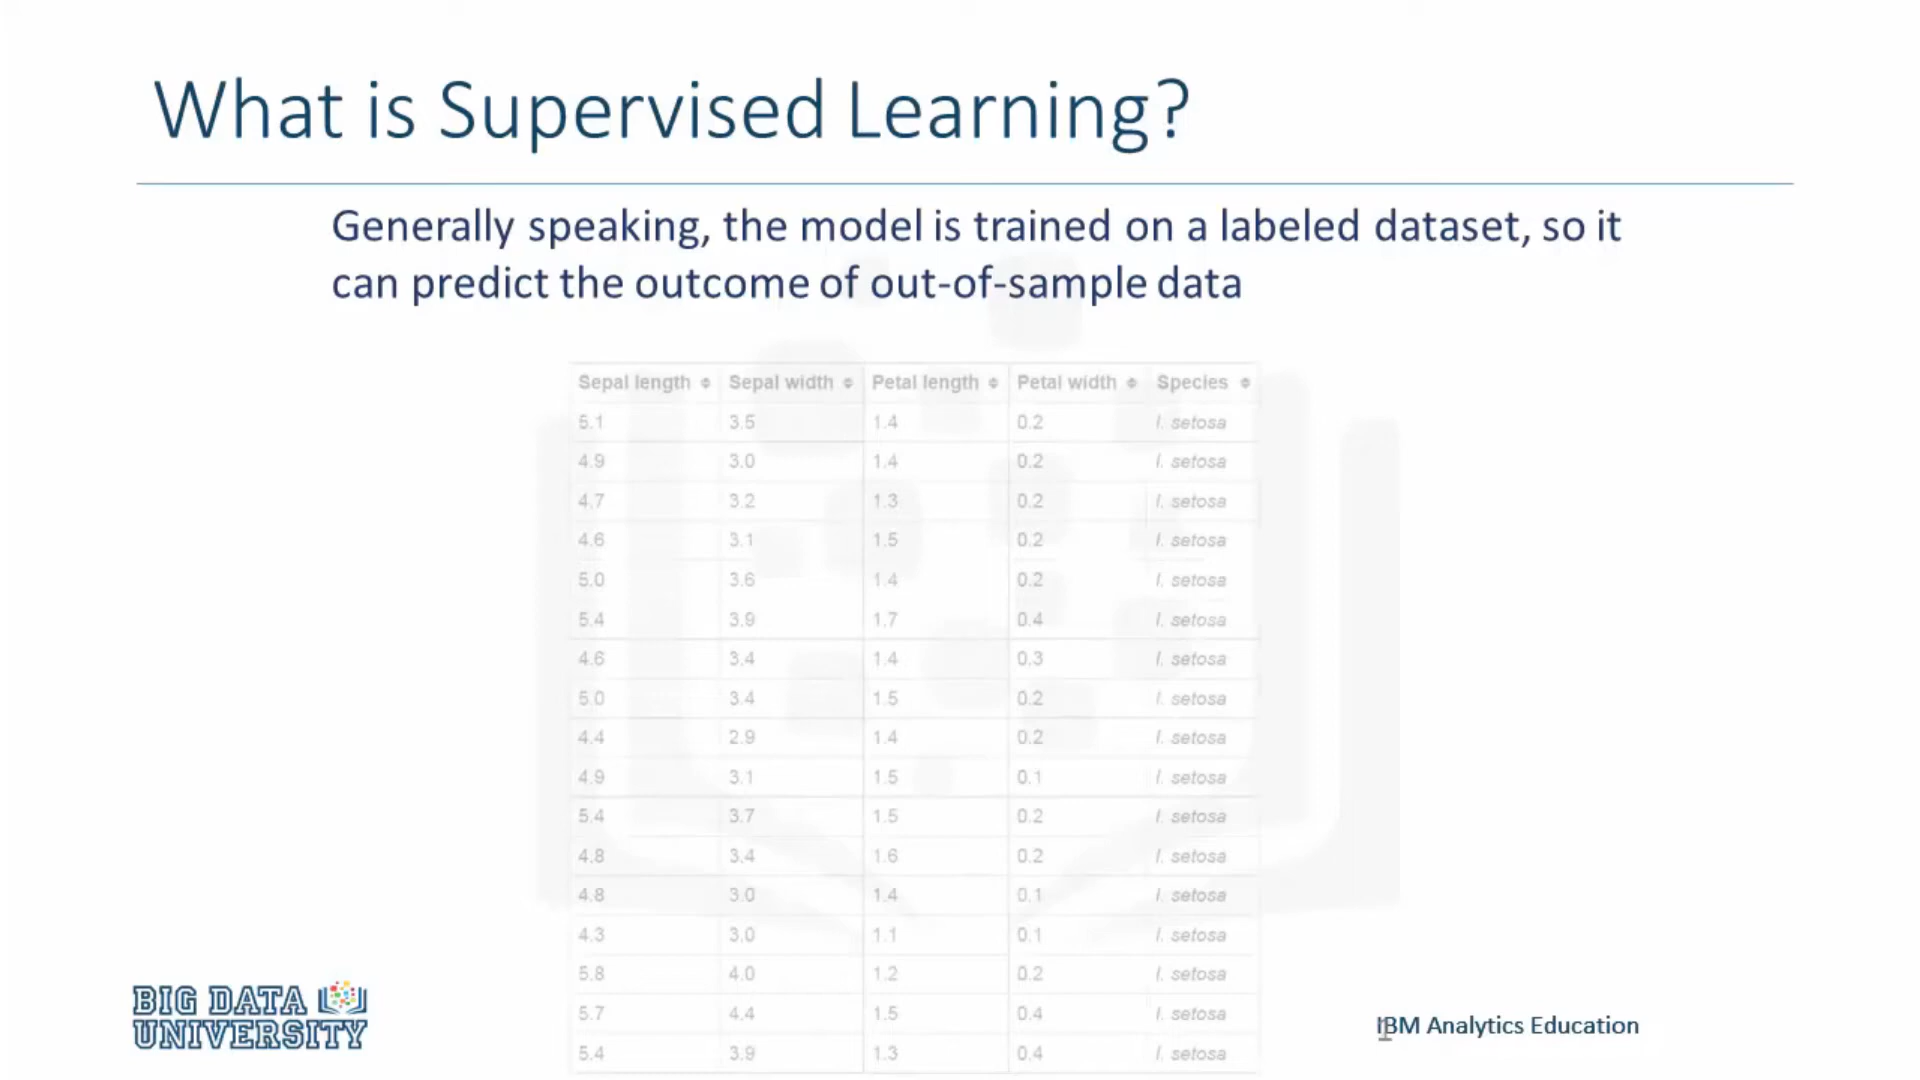 What is Supervised Learning?
Generally speaking, the model is trained on a labeled dataset, so it
can predict the outcome of out-of-sample data
Sepal length Sepal width Petal length Petal width Species
5.1 3.5 1.4 0.2 I. setosa
4.9 3.0 1.4 0.2 I. setosa
4.7 3.2 1.3 0.2 I. setosa
4.6 3.1 1.5 0.2 I. setosa
5.0 3.6 1.4 0.2 I. setosa
5.4 3.9 1.7 0.4 I. setosa
4.6 3.4 1.4 0.3 I. setosa
5.0 3.4 1.5 0.2 I. setosa
4.4 2.9 1.4 0.2 I. setosa
4.9 3.1 1.5 0.1 I. setosa
5.4 3.7 1.5 0.2 I. setosa
4.8 3.4 1.6 0.2 I. setosa
4.8 3.0 1.4 0.1 I. setosa
4.3 3.0 1.1 0.1 I. setosa
5.8 4.0 1.2 0.2 I. setosa
5.7 4.4 1.5 0.4 I. setosa
5.4 3.9 1.3 0.4 I. setosa
BIG DATA
UNIVERSITY
IBM Analytics Education